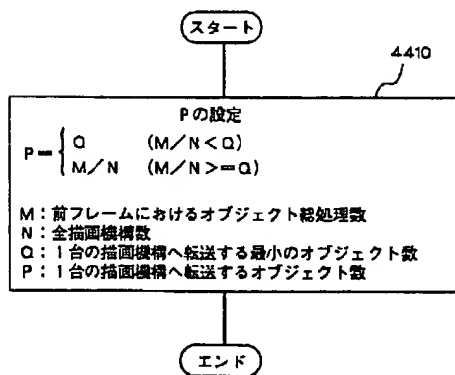 スタート
4410
Pの設定
P= { Q (M/N<Q)
M/N (M/N>=Q)
M:前フレームにおけるオブジェクト総処理数
N:全描画機構数
Q:1台の描画機構へ転送する最小のオブジェクト数
P:1台の描画機構へ転送するオブジェクト数
エンド